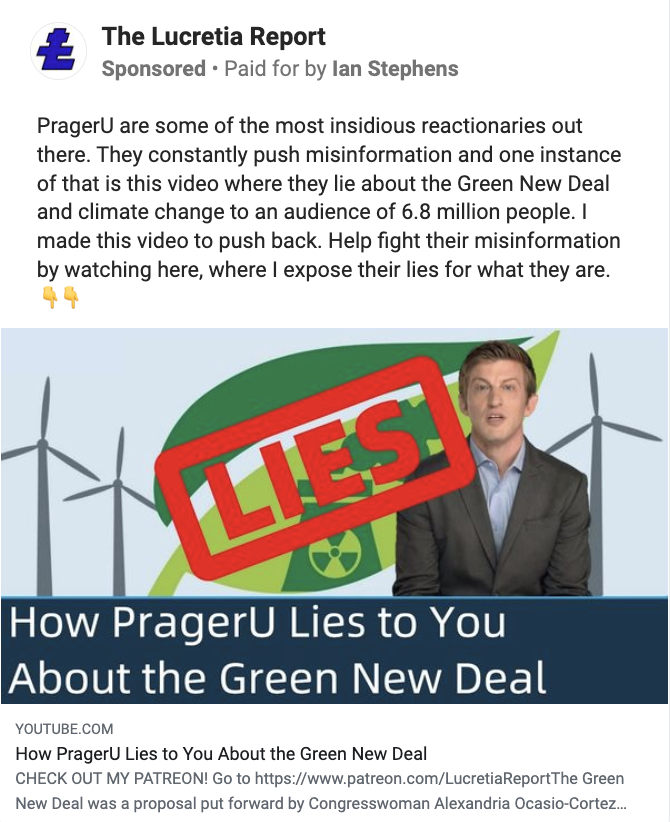 The Lucretia Report
Sponsored • Paid for by Ian Stephens
PragerU are some of the most insidious reactionaries out
there. They constantly push misinformation and one instance
of that is this video where they lie about the Green New Deal
and climate change to an audience of 6.8 million people. I
made this video to push back. Help fight their misinformation
by watching here, where I expose their lies for what they are.
👇👇
LIES
How PragerU Lies to You
About the Green New Deal
YOUTUBE.COM
How PragerU Lies to You About the Green New Deal
CHECK OUT MY PATREON! Go to https://www.patreon.com/LucretiaReportThe Green
New Deal was a proposal put forward by Congresswoman Alexandria Ocasio-Cortez...